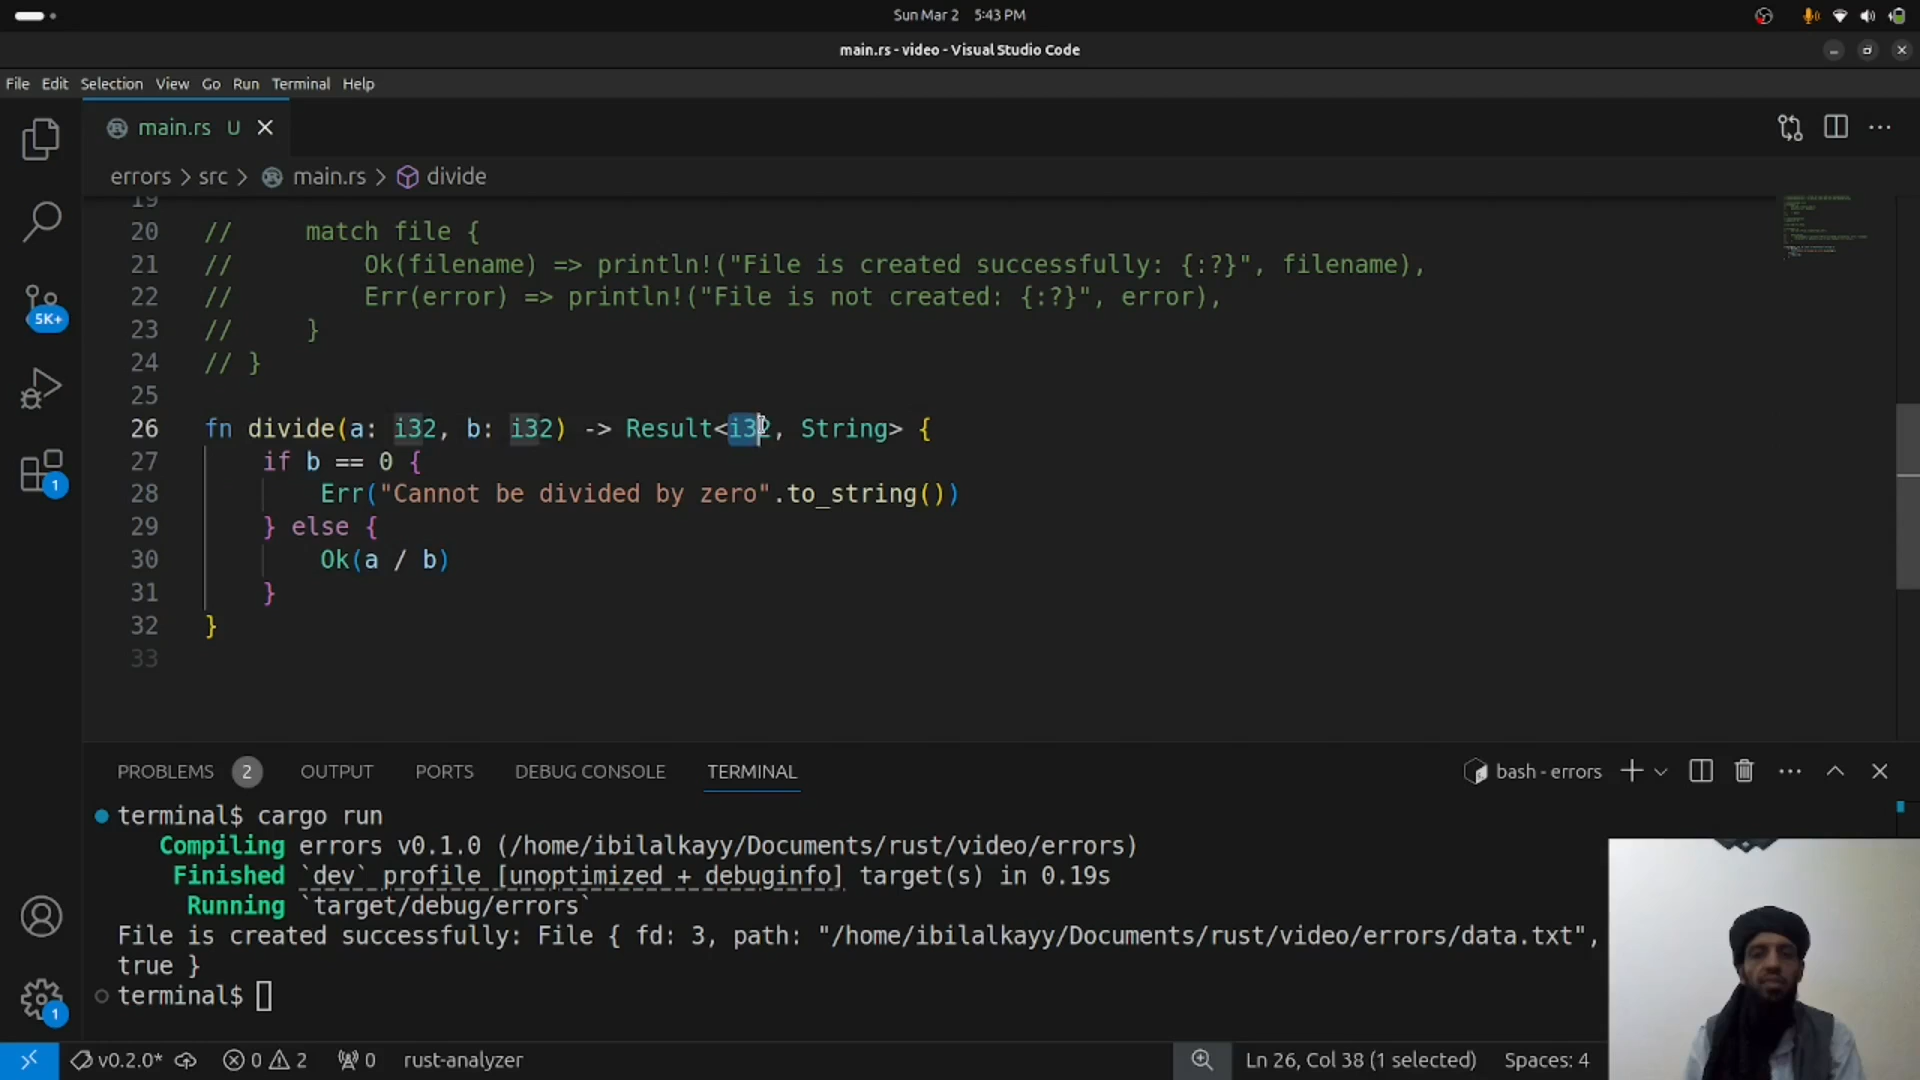 Sun Mar 2 5:43 PM
main.rs - video - Visual Studio Code
File Edit Selection View Go Run Terminal Help
main.rs U
errors > src > main.rs > divide
19
20 // match file {
21 // Ok(filename) => println!("File is created successfully: {:?}", filename),
22 // Err(error) => println!("File is not created: {:?}", error),
23 // }
24 // }
25
26 fn divide(a: i32, b: i32) -> Result<i32, String> {
27 if b == 0 {
28 Err("Cannot be divided by zero".to_string())
29 } else {
30 Ok(a / b)
31 }
32 }
33
5K+
1
PROBLEMS 2 OUTPUT PORTS DEBUG CONSOLE TERMINAL bash - errors
terminal$ cargo run
Compiling errors v0.1.0 (/home/ibilalkayy/Documents/rust/video/errors)
Finished `dev` profile [unoptimized + debuginfo] target(s) in 0.19s
Running `target/debug/errors`
File is created successfully: File { fd: 3, path: "/home/ibilalkayy/Documents/rust/video/errors/data.txt",
true }
terminal$
1
v0.2.0* 0 2 0 rust-analyzer Ln 26, Col 38 (1 selected) Spaces: 4